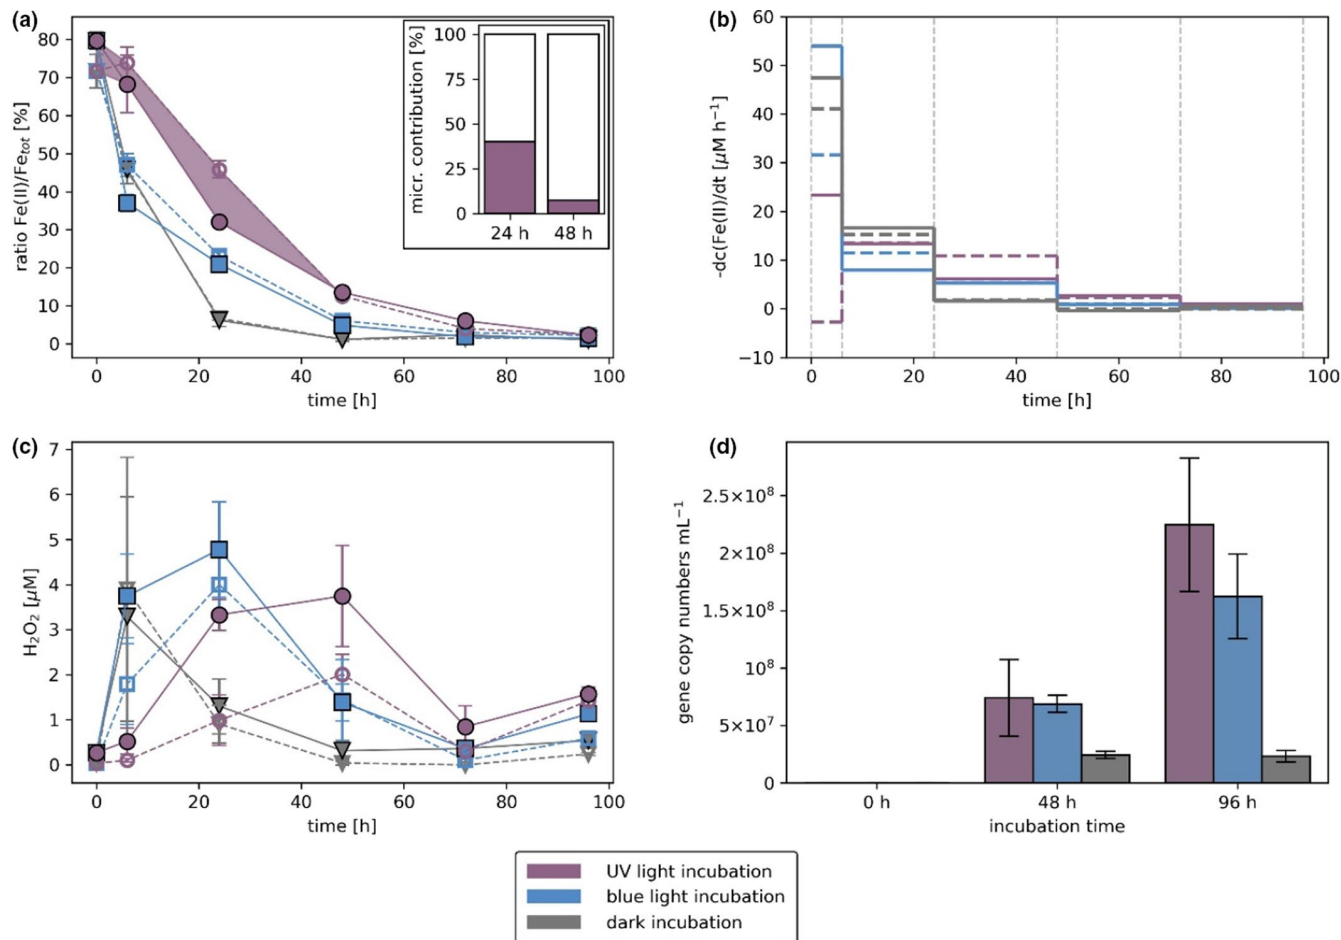 (a)
ratio Fe(II)/Fe_tot [%]
80
70
60
50
40
30
20
10
0
0 20 40 60 80 100
time [h]
micr. contribution [%]
100
75
50
25
0
24 h 48 h
(b)
-dc(Fe(II)/dt [μM h⁻¹]
60
50
40
30
20
10
0
−10
0 20 40 60 80 100
time [h]
(c)
H₂O₂ [μM]
7
6
5
4
3
2
1
0
0 20 40 60 80 100
time [h]
(d)
gene copy numbers mL⁻¹
2.5×10⁸
2×10⁸
1.5×10⁸
10⁸
5×10⁷
0
0 h 48 h 96 h
incubation time
UV light incubation
blue light incubation
dark incubation